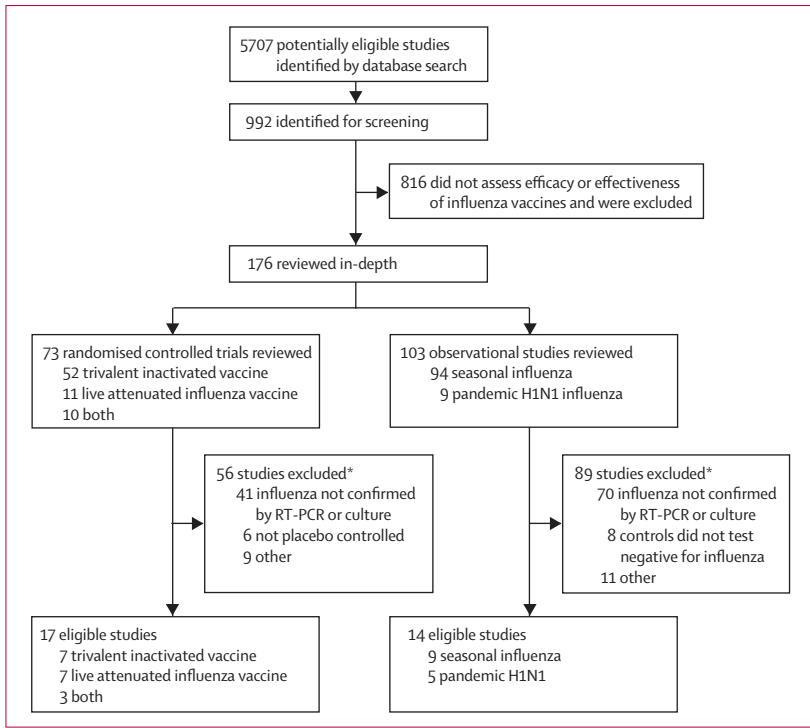 5707 potentially eligible studies
identified by database search
992 identified for screening
816 did not assess efficacy or effectiveness
of influenza vaccines and were excluded
176 reviewed in-depth
73 randomised controlled trials reviewed
52 trivalent inactivated vaccine
11 live attenuated influenza vaccine
10 both
103 observational studies reviewed
94 seasonal influenza
9 pandemic H1N1 influenza
56 studies excluded*
41 influenza not confirmed
by RT-PCR or culture
6 not placebo controlled
9 other
89 studies excluded*
70 influenza not confirmed
by RT-PCR or culture
8 controls did not test
negative for influenza
11 other
17 eligible studies
7 trivalent inactivated vaccine
7 live attenuated influenza vaccine
3 both
14 eligible studies
9 seasonal influenza
5 pandemic H1N1